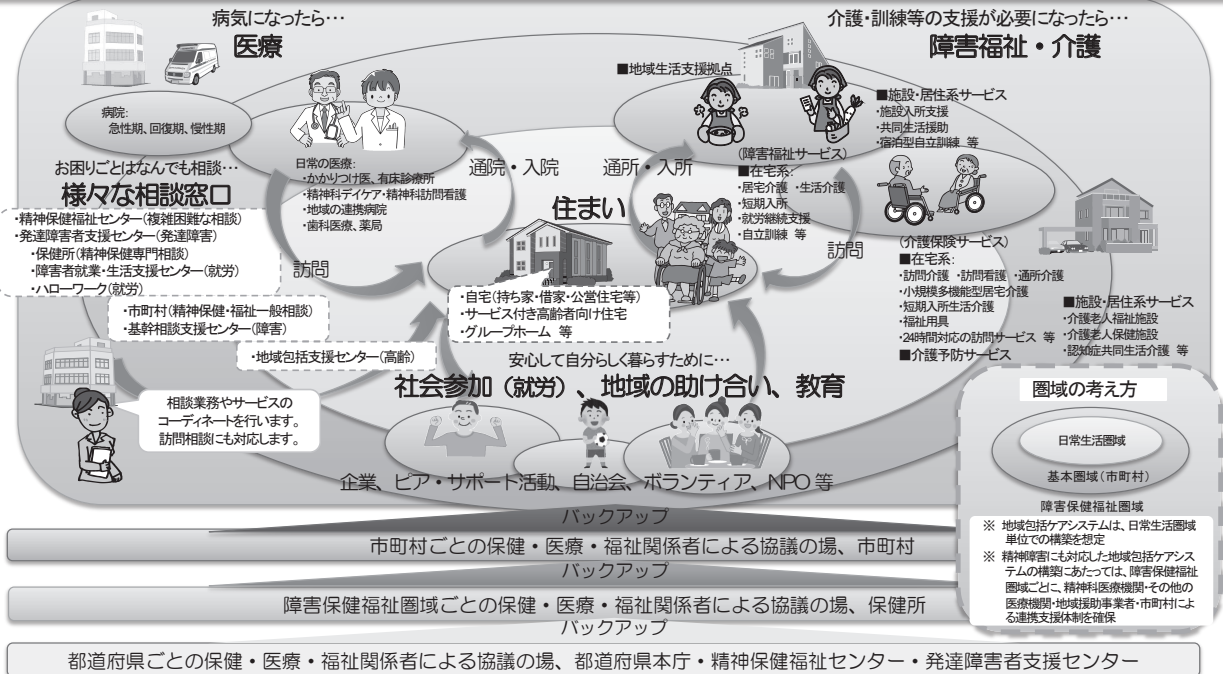 病気になったら…
医療
介護・訓練等の支援が必要になったら…
障害福祉・介護
病院:
急性期、回復期、慢性期
日常の医療:
・かかりつけ医、有床診療所
・精神科デイケア・精神科訪問看護
・地域の連携病院
・歯科医療、薬局
■地域生活支援拠点
■施設・居住系サービス
・施設入所支援
・共同生活援助
・宿泊型自立訓練 等
(障害福祉サービス)
■在宅系:
・居宅介護 ・生活介護
・短期入所
・就労継続支援
・自立訓練 等
(介護保険サービス)
■在宅系:
・訪問介護 ・訪問看護 ・通所介護
・小規模多機能型居宅介護
・短期入所生活介護
・福祉用具
・24時間対応の訪問サービス 等
■介護予防サービス
■施設・居住系サービス
・介護老人福祉施設
・介護老人保健施設
・認知症共同生活介護 等
お困りごとはなんでも相談…
様々な相談窓口
・精神保健福祉センター(複雑困難な相談)
・発達障害者支援センター(発達障害)
・保健所(精神保健専門相談)
・障害者就業・生活支援センター(就労)
・ハローワーク(就労)
・市町村(精神保健・福祉一般相談)
・基幹相談支援センター(障害)
・地域包括支援センター(高齢)
通院・入院
通所・入所
訪問
訪問
住まい
・自宅(持ち家・借家・公営住宅等)
・サービス付き高齢者向け住宅
・グループホーム 等
安心して自分らしく暮らすために…
社会参加(就労)、地域の助け合い、教育
相談業務やサービスの
コーディネートを行います。
訪問相談にも対応します。
企業、ピア・サポート活動、自治会、ボランティア、NPO 等
圏域の考え方
日常生活圏域
基本圏域(市町村)
障害保健福祉圏域
※ 地域包括ケアシステムは、日常生活圏域
単位での構築を想定
※ 精神障害にも対応した地域包括ケアシス
テムの構築にあたっては、障害保健福祉
圏域ごとに、精神科医療機関・その他の
医療機関・地域援助事業者・市町村によ
る連携支援体制を確保
バックアップ
市町村ごとの保健・医療・福祉関係者による協議の場、市町村
バックアップ
障害保健福祉圏域ごとの保健・医療・福祉関係者による協議の場、保健所
バックアップ
都道府県ごとの保健・医療・福祉関係者による協議の場、都道府県本庁・精神保健福祉センター・発達障害者支援センター